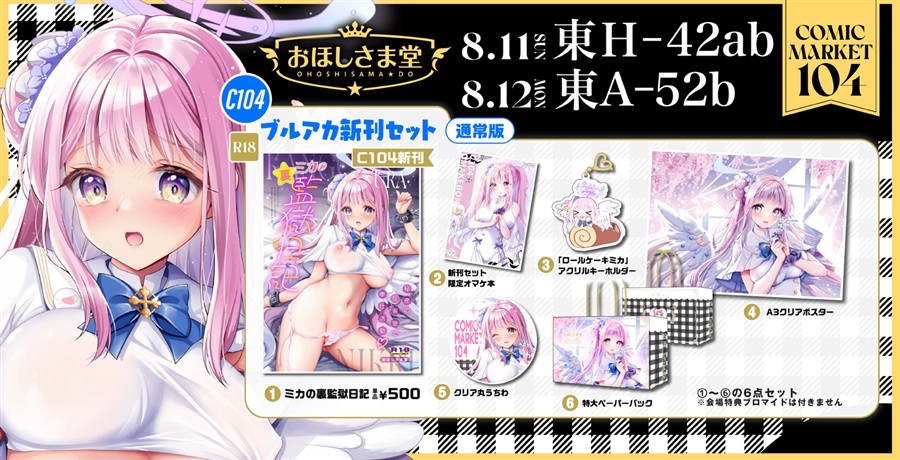 おほしさま堂
OHOSHISAMA★DO
8.11 SUN 東H-42ab
8.12 MON 東A-52b
COMIC
MARKET
104
C104
R18
ブルアカ新刊セット
通常版
C104新刊
ミカの
裏
監獄日記
R18
① ミカの裏監獄日記 ¥500
② 新刊セット
限定オマケ本
③ 「ロールケーキミカ」
アクリルキーホルダー
④ A3クリアポスター
COMIC
MARKET
104
⑤ クリア丸うちわ
⑥ 特大ペーパーバック
①～⑥の6点セット
※会場特典ブロマイドは付きません